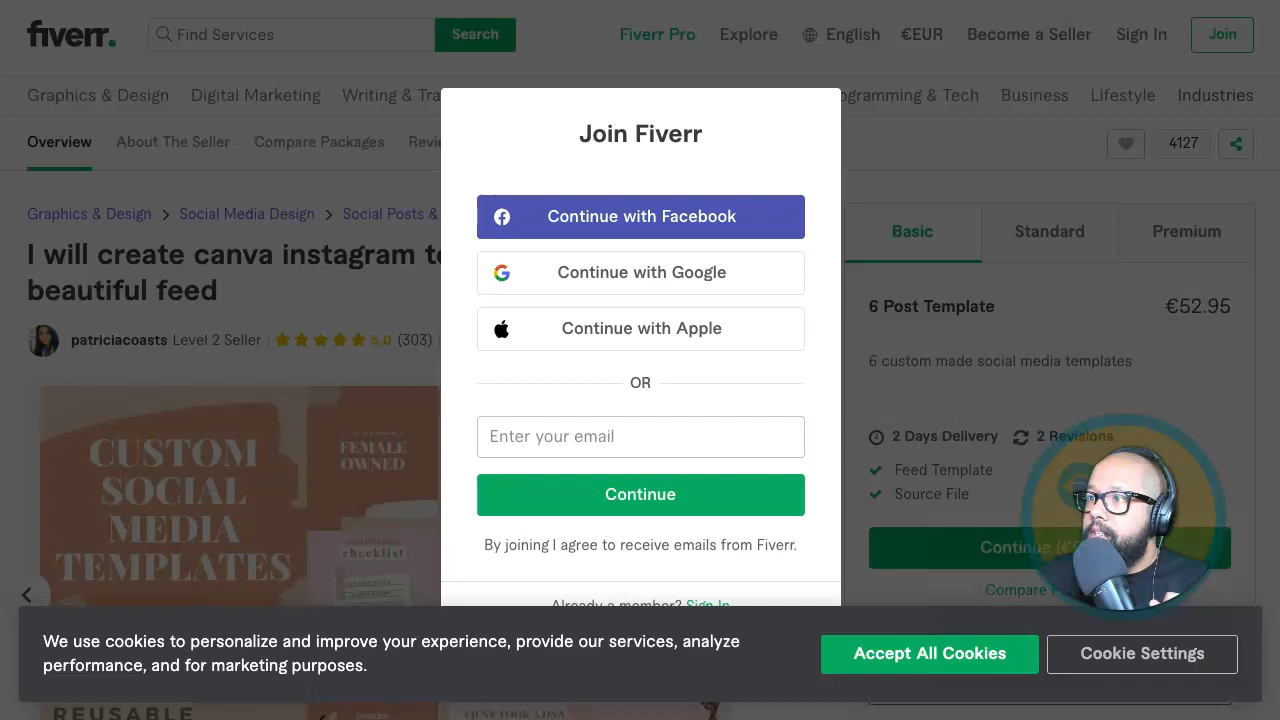 fiverr.
Find Services
Search
Fiverr Pro
Explore
English
€EUR
Become a Seller
Sign In
Join
Graphics & Design
Digital Marketing
Writing & Tra
ogramming & Tech
Business
Lifestyle
Industries
Overview
About The Seller
Compare Packages
Revi
4127
Graphics & Design > Social Media Design > Social Posts &
I will create canva instagram te
beautiful feed
patriciacoasts Level 2 Seller
5.0 (303)
CUSTOM
SOCIAL
MEDIA
TEMPLATES
FEMALE
OWNED
checklist
REUSABLE
Join Fiverr
Continue with Facebook
Continue with Google
Continue with Apple
OR
Enter your email
Continue
By joining I agree to receive emails from Fiverr.
Already a member? Sign In
Basic
Standard
Premium
6 Post Template
€52.95
6 custom made social media templates
2 Days Delivery
2 Revisions
Feed Template
Source File
Continue
Compare
We use cookies to personalize and improve your experience, provide our services, analyze
performance, and for marketing purposes.
Accept All Cookies
Cookie Settings